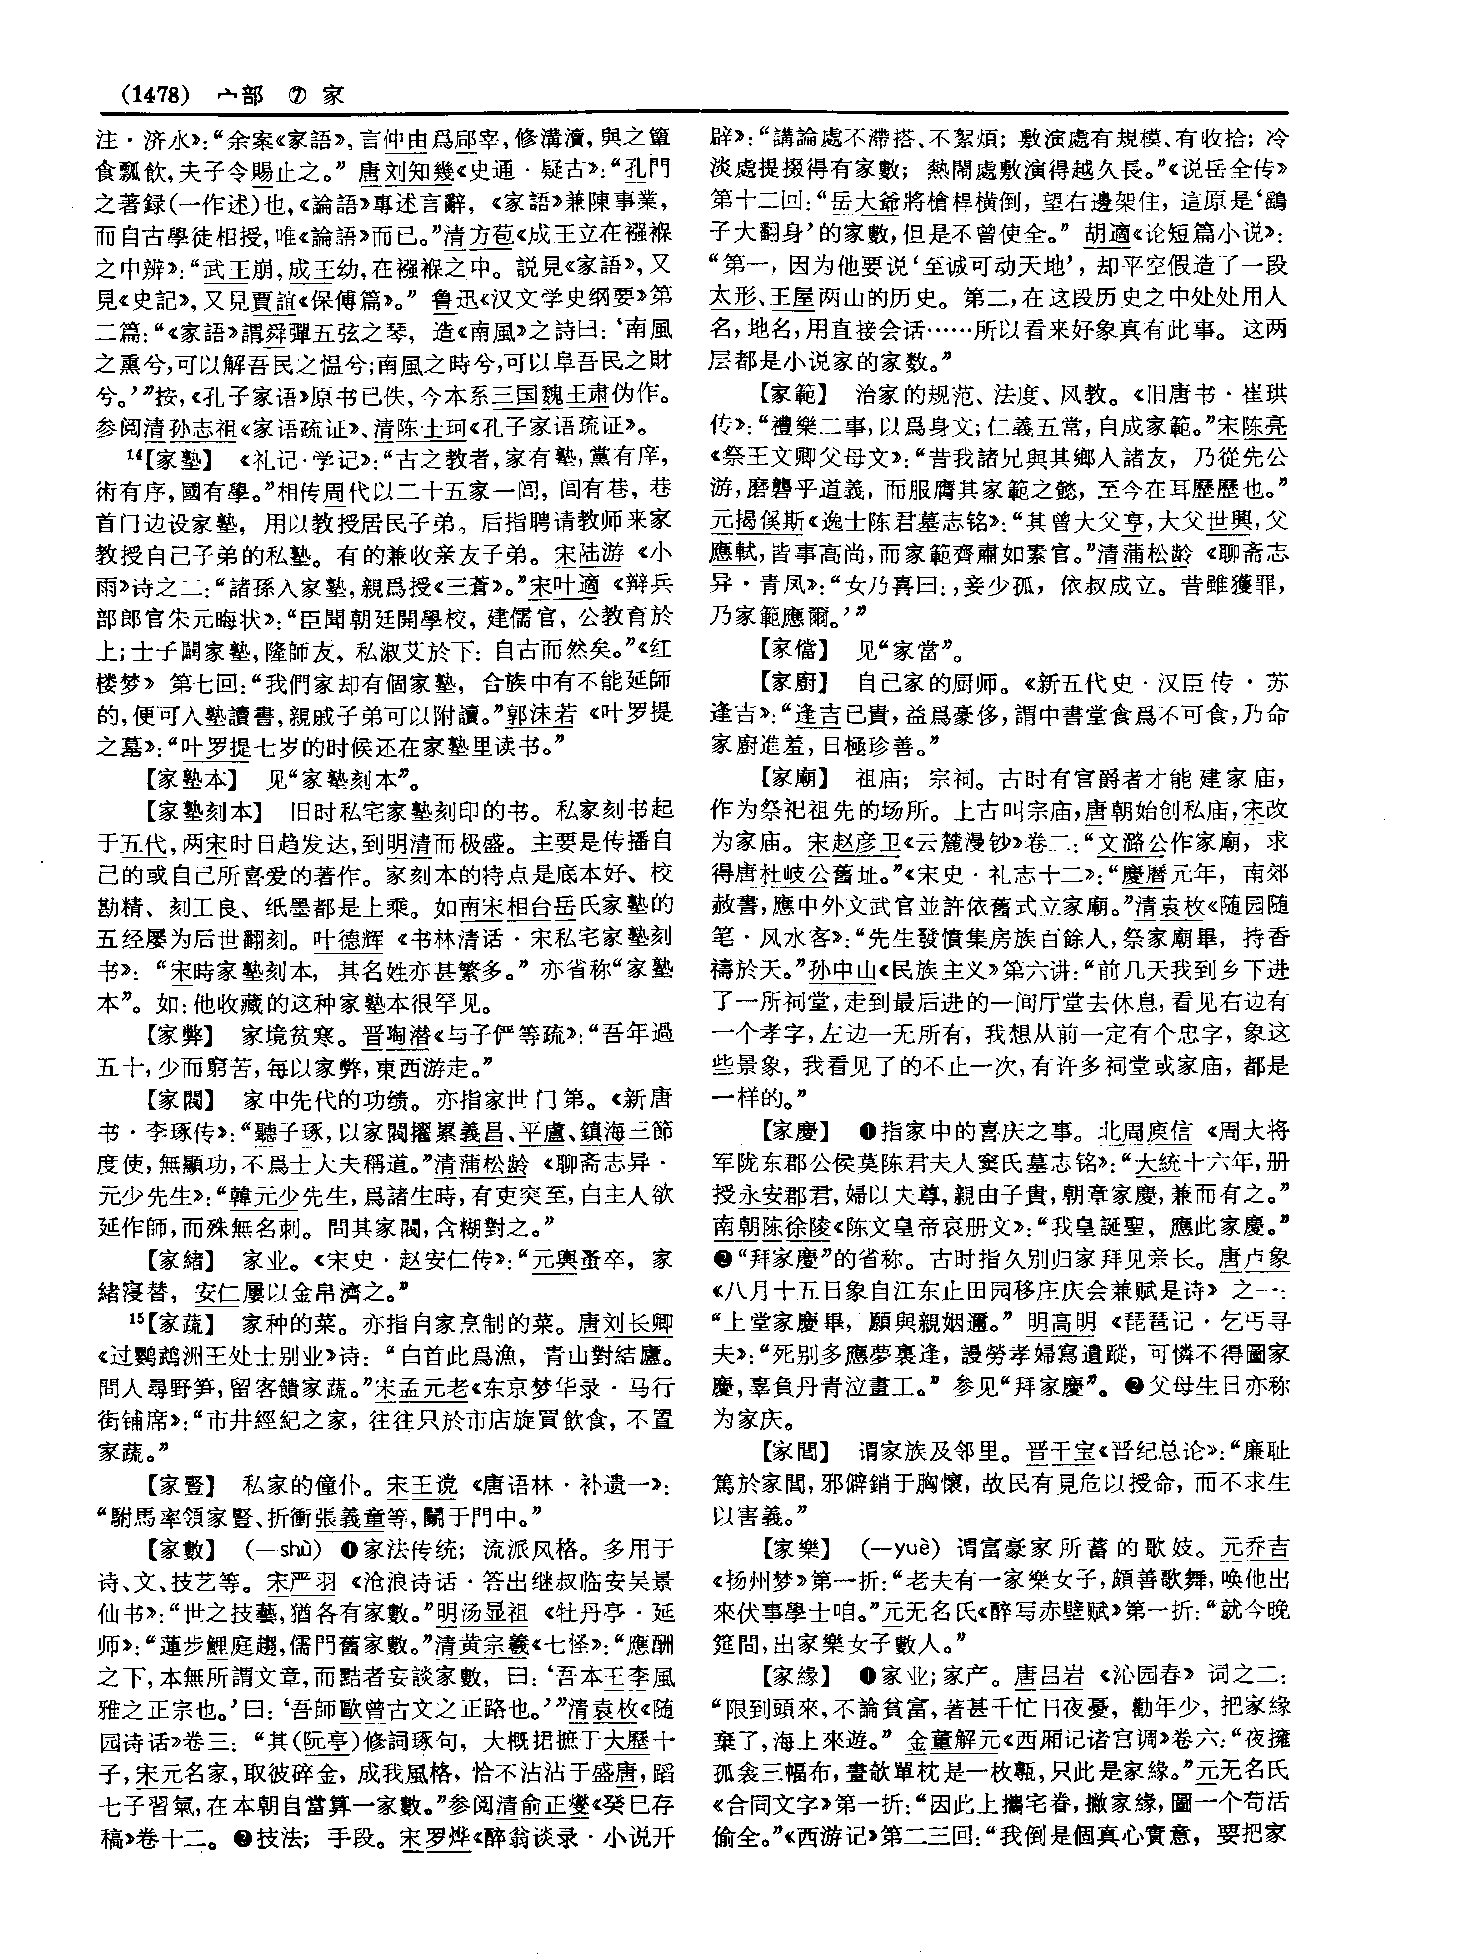 (1478) 宀部 ⑦ 家
注·济水》：“余案《家語》，言仲由爲郈宰，修溝瀆，與之簞
食瓢飲，夫子令賜止之。”唐刘知幾《史通·疑古》：“孔門
之著録(一作述)也，《論語》專述言辭，《家語》兼陳事業，
而自古學徒相授，唯《論語》而已。”清方苞《成王立在襁褓
之中辨》：“武王崩，成王幼，在襁褓之中。説見《家語》，又
見《史記》，又見賈誼《保傅篇》。”鲁迅《汉文学史纲要》第
二篇：“《家語》謂舜彈五弦之琴，造《南風》之詩曰：‘南風
之熏兮，可以解吾民之愠兮；南風之時兮，可以阜吾民之財
兮。’”按，《孔子家语》原书已佚，今本系三国魏王肃伪作。
参阅清孙志祖《家语疏证》、清陈士珂《孔子家语疏证》。
14【家塾】 《礼记·学记》：“古之教者，家有塾，黨有庠，
術有序，國有學。”相传周代以二十五家一闾，闾有巷，巷
首门边设家塾，用以教授居民子弟。后指聘请教师来家
教授自己子弟的私塾。有的兼收亲友子弟。宋陆游《小
雨》诗之二：“諸孫入家塾，親爲授《三蒼》。”宋叶適《辩兵
部郎官朱元晦状》：“臣聞朝廷開學校，建儒官，公教育於
上；士子闢家塾，隆師友，私淑艾於下：自古而然矣。”《红
楼梦》第七回：“我們家却有個家塾，合族中有不能延師
的，便可入塾讀書，親戚子弟可以附讀。”郭沫若《叶罗提
之墓》：“叶罗提七岁的时候还在家塾里读书。”
【家塾本】 见“家塾刻本”。
【家塾刻本】 旧时私宅家塾刻印的书。私家刻书起
于五代，两宋时日趋发达，到明清而极盛。主要是传播自
己的或自己所喜爱的著作。家刻本的特点是底本好、校
勘精、刻工良、纸墨都是上乘。如南宋相台岳氏家塾的
五经屡为后世翻刻。叶德辉《书林清话·宋私宅家塾刻
书》：“宋時家塾刻本，其名姓亦甚繁多。”亦省称“家塾
本”。如：他收藏的这种家塾本很罕见。
【家弊】 家境贫寒。晋陶潜《与子俨等疏》：“吾年過
五十，少而窮苦，每以家弊，東西游走。”
【家閥】 家中先代的功绩。亦指家世门第。《新唐
书·李琢传》：“聽子琢，以家閥擢累義昌、平盧、鎮海三節
度使，無顯功，不爲士大夫稱道。”清蒲松龄《聊斋志异·
元少先生》：“韓元少先生，爲諸生時，有吏突至，白主人欲
延作師，而殊無名刺。問其家閥，含糊對之。”
【家緒】 家业。《宋史·赵安仁传》：“元輿蚤卒，家
緒寖替，安仁屢以金帛濟之。”
15【家蔬】 家种的菜。亦指自家烹制的菜。唐刘长卿
《过鹦鹉洲王处士别业》诗：“白首此爲漁，青山對結廬。
問人尋野笋，留客饋家蔬。”宋孟元老《东京梦华录·马行
街铺席》：“市井經紀之家，往往只於市店旋買飲食，不置
家蔬。”
【家豎】 私家的僮仆。宋王谠《唐语林·补遗一》：
“駙馬率領家豎、折衝張義童等，鬭于門中。”
【家數】 （—shù）❶家法传统；流派风格。多用于
诗、文、技艺等。宋严羽《沧浪诗话·答出继叔临安吴景
仙书》：“世之技藝，猶各有家數。”明汤显祖《牡丹亭·延
师》：“蓮步鯉庭趨，儒門舊家數。”清黄宗羲《七怪》：“應酬
之下，本無所謂文章，而黠者妄談家數，曰：‘吾本王李風
雅之正宗也。’曰：‘吾師歐曾古文之正路也。’”清袁枚《随
园诗话》卷三：“其(阮亭)修詞琢句，大概捃摭于大歷十
子，宋元名家，取彼碎金，成我風格，恰不沾沾于盛唐，蹈
七子習氣，在本朝自當算一家數。”参阅清俞正燮《癸巳存
稿》卷十二。❷技法；手段。宋罗烨《醉翁谈录·小说开
辟》：“講論處不滯搭、不絮煩；敷演處有規模、有收拾；冷
淡處提掇得有家數；熱鬧處敷演得越久長。”《说岳全传》
第十二回：“岳大爺將槍桿横倒，望右邊架住，這原是‘鷂
子大翻身’的家數，但是不曾使全。”胡適《论短篇小说》：
“第一，因为他要说‘至诚可动天地’，却平空假造了一段
太形、王屋两山的历史。第二，在这段历史之中处处用人
名，地名，用直接会话……所以看来好象真有此事。这两
层都是小说家的家数。”
【家範】 治家的规范、法度、风教。《旧唐书·崔珙
传》：“禮樂二事，以爲身文；仁義五常，自成家範。”宋陈亮
《祭王文卿父母文》：“昔我諸兄與其鄉人諸友，乃從先公
游，磨礱乎道義，而服膺其家範之懿，至今在耳歷歷也。”
元揭傒斯《逸士陈君墓志铭》：“其曾大父亨，大父世興，父
應軾，皆事高尚，而家範齊肅如素官。”清蒲松龄《聊斋志
异·青凤》：“女乃喜曰：，妾少孤，依叔成立。昔雖獲罪，
乃家範應爾。’”
【家儅】 见“家當”。
【家廚】 自己家的厨师。《新五代史·汉臣传·苏
逢吉》：“逢吉已貴，益爲豪侈，謂中書堂食爲不可食，乃命
家廚進羞，日極珍善。”
【家廟】 祖庙；宗祠。古时有官爵者才能建家庙，
作为祭祀祖先的场所。上古叫宗庙，唐朝始创私庙，宋改
为家庙。宋赵彦卫《云麓漫钞》卷二：“文潞公作家廟，求
得唐杜岐公舊址。”《宋史·礼志十二》：“慶曆元年，南郊
赦書，應中外文武官並許依舊式立家廟。”清袁枚《随园随
笔·风水客》：“先生發憤集房族百餘人，祭家廟畢，持香
禱於天。”孙中山《民族主义》第六讲：“前几天我到乡下进
了一所祠堂，走到最后进的一间厅堂去休息，看见右边有
一个孝字，左边一无所有，我想从前一定有个忠字，象这
些景象，我看见了的不止一次，有许多祠堂或家庙，都是
一样的。”
【家慶】 ❶指家中的喜庆之事。北周庾信《周大将
军陇东郡公侯莫陈君夫人窦氏墓志铭》：“大統十六年，册
授永安郡君，婦以夫尊，親由子貴，朝章家慶，兼而有之。”
南朝陈徐陵《陈文皇帝哀册文》：“我皇誕聖，應此家慶。”
❷“拜家慶”的省称。古时指久别归家拜见亲长。唐卢象
《八月十五日象自江东止田园移庄庆会兼赋是诗》之一：
“上堂家慶畢，願與親姻邇。”明高明《琵琶记·乞丐寻
夫》：“死别多應夢裏逢，謾勞孝婦寫遺蹤，可憐不得圖家
慶，辜負丹青泣畫工。”参见“拜家慶”。❷父母生日亦称
为家庆。
【家閭】 谓家族及邻里。晋干宝《晋纪总论》：“廉耻
篤於家閭，邪僻銷于胸懷，故民有見危以授命，而不求生
以害義。”
【家樂】 （—yuè）谓富豪家所蓄的歌妓。元乔吉
《扬州梦》第一折：“老夫有一家樂女子，頗善歌舞，唤他出
來伏事學士咱。”元无名氏《醉写赤壁赋》第一折：“就今晚
筵間，出家樂女子數人。”
【家緣】 ❶家业；家产。唐吕岩《沁园春》词之二：
“限到頭來，不論貧富，著甚千忙日夜憂，勸年少，把家緣
棄了，海上來遊。”金董解元《西厢记诸宫调》卷六：“夜擁
孤衾三幅布，晝欹單枕是一枚甎，只此是家緣。”元无名氏
《合同文字》第一折：“因此上攜宅眷，撇家緣，圖一个苟活
偷全。”《西游记》第二三回：“我倒是個真心實意，要把家